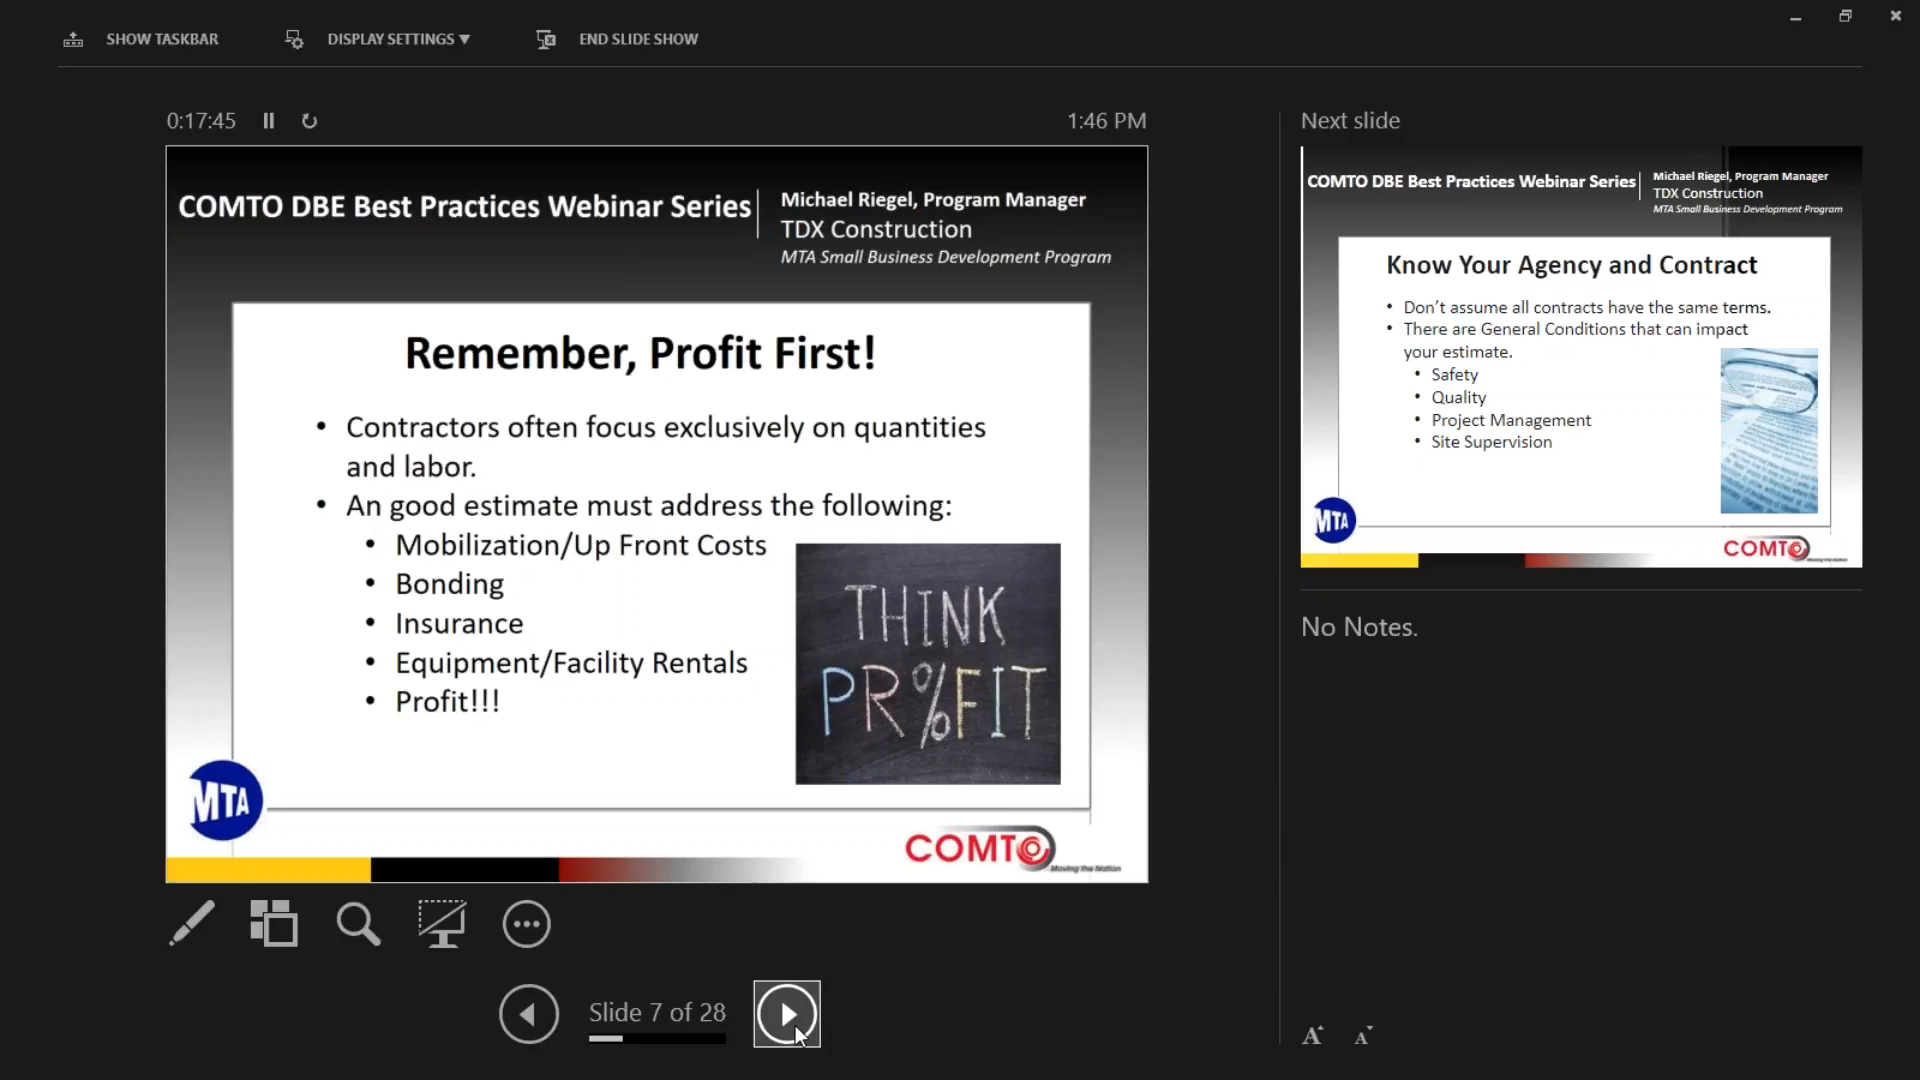 SHOW TASKBAR
DISPLAY SETTINGS
END SLIDE SHOW
0:17:45
1:46 PM
COMTO DBE Best Practices Webinar Series
Michael Riegel, Program Manager
TDX Construction
MTA Small Business Development Program
Remember, Profit First!
• Contractors often focus exclusively on quantities
and labor.
• An good estimate must address the following:
• Mobilization/Up Front Costs
• Bonding
• Insurance
• Equipment/Facility Rentals
• Profit!!!
THINK
PR%FIT
MTA
COMTO
Moving the Nation
Slide 7 of 28
Next slide
COMTO DBE Best Practices Webinar Series
Michael Riegel, Program Manager
TDX Construction
MTA Small Business Development Program
Know Your Agency and Contract
• Don't assume all contracts have the same terms.
• There are General Conditions that can impact
your estimate.
• Safety
• Quality
• Project Management
• Site Supervision
MTA
COMTO
No Notes.
A A